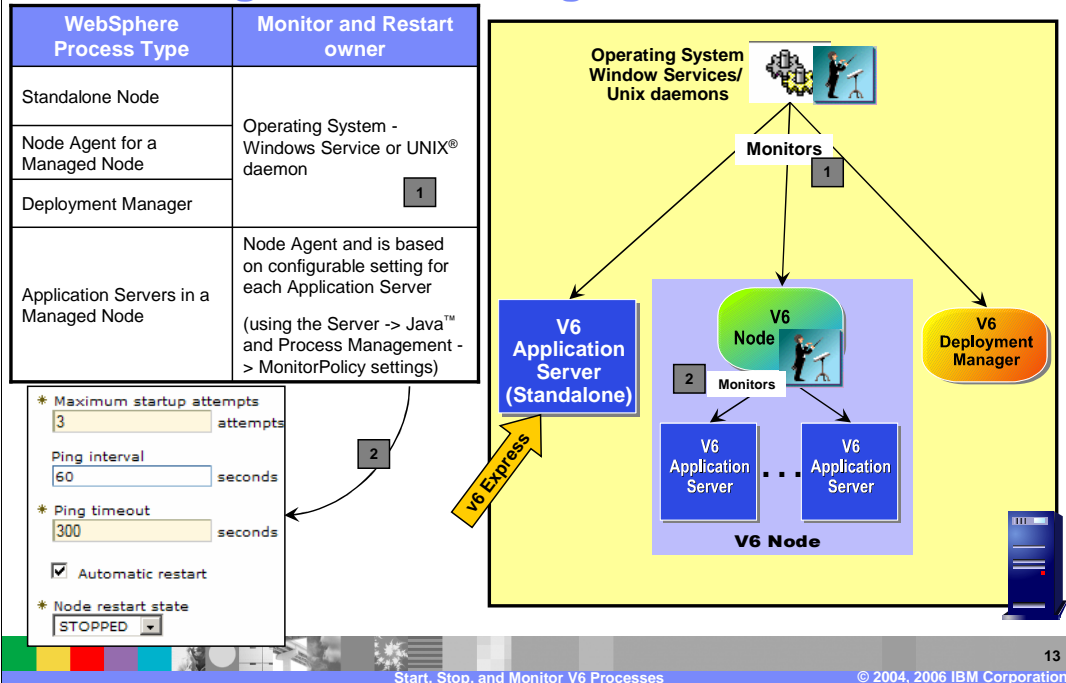 WebSphere
Process Type
Monitor and Restart
owner
Standalone Node
Node Agent for a
Managed Node
Deployment Manager
Operating System -
Windows Service or UNIX®
daemon
1
Application Servers in a
Managed Node
Node Agent and is based
on configurable setting for
each Application Server
(using the Server -> Java™
and Process Management -
> MonitorPolicy settings)
* Maximum startup attempts
3 attempts
Ping interval
60 seconds
* Ping timeout
300 seconds
Automatic restart
* Node restart state
STOPPED
2
Operating System
Window Services/
Unix daemons
Monitors
1
V6
Application
Server
(Standalone)
V6 Express
V6
Node
2
Monitors
V6
Application
Server
. . .
V6
Application
Server
V6 Node
V6
Deployment
Manager
13
Start, Stop, and Monitor V6 Processes
© 2004, 2006 IBM Corporation